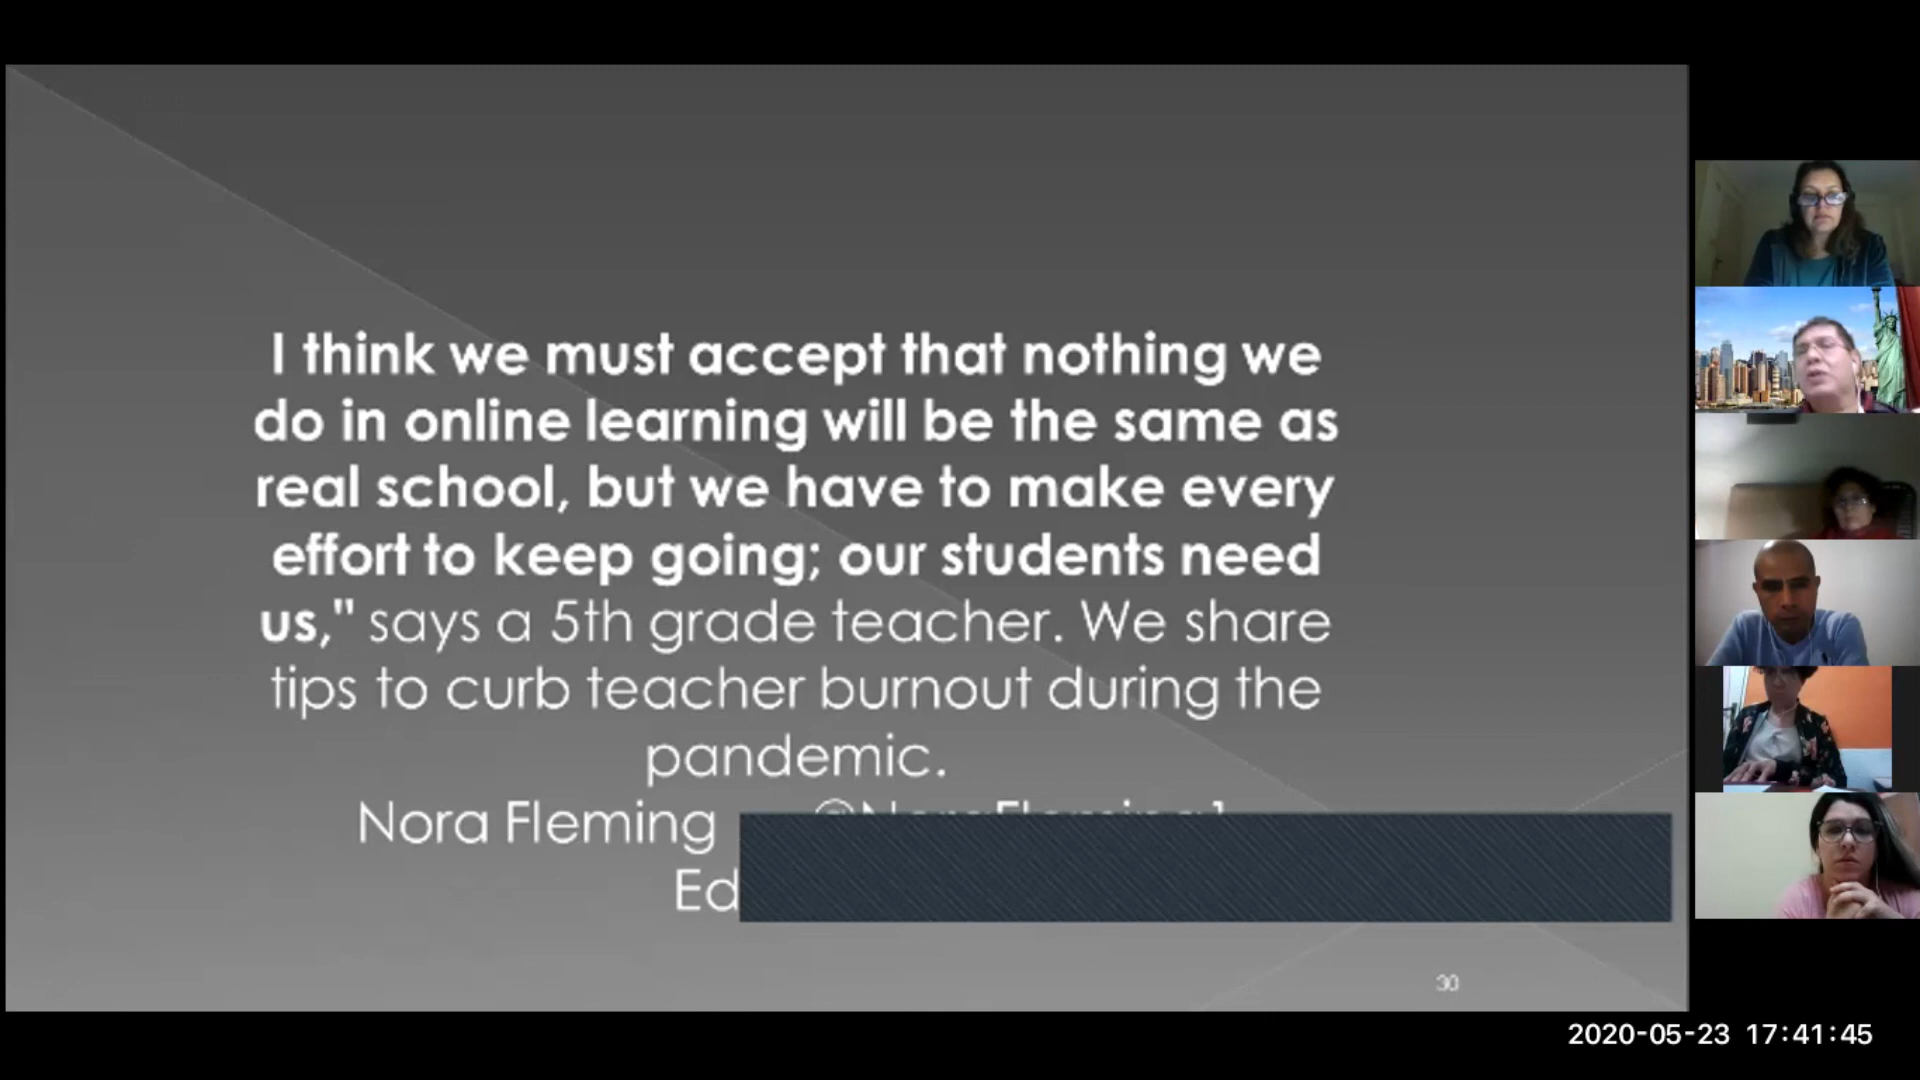 I think we must accept that nothing we
do in online learning will be the same as
real school, but we have to make every
effort to keep going; our students need
us," says a 5th grade teacher. We share
tips to curb teacher burnout during the
pandemic.
Nora Fleming @NoraFleming1
Ed
30
2020-05-23 17:41:45